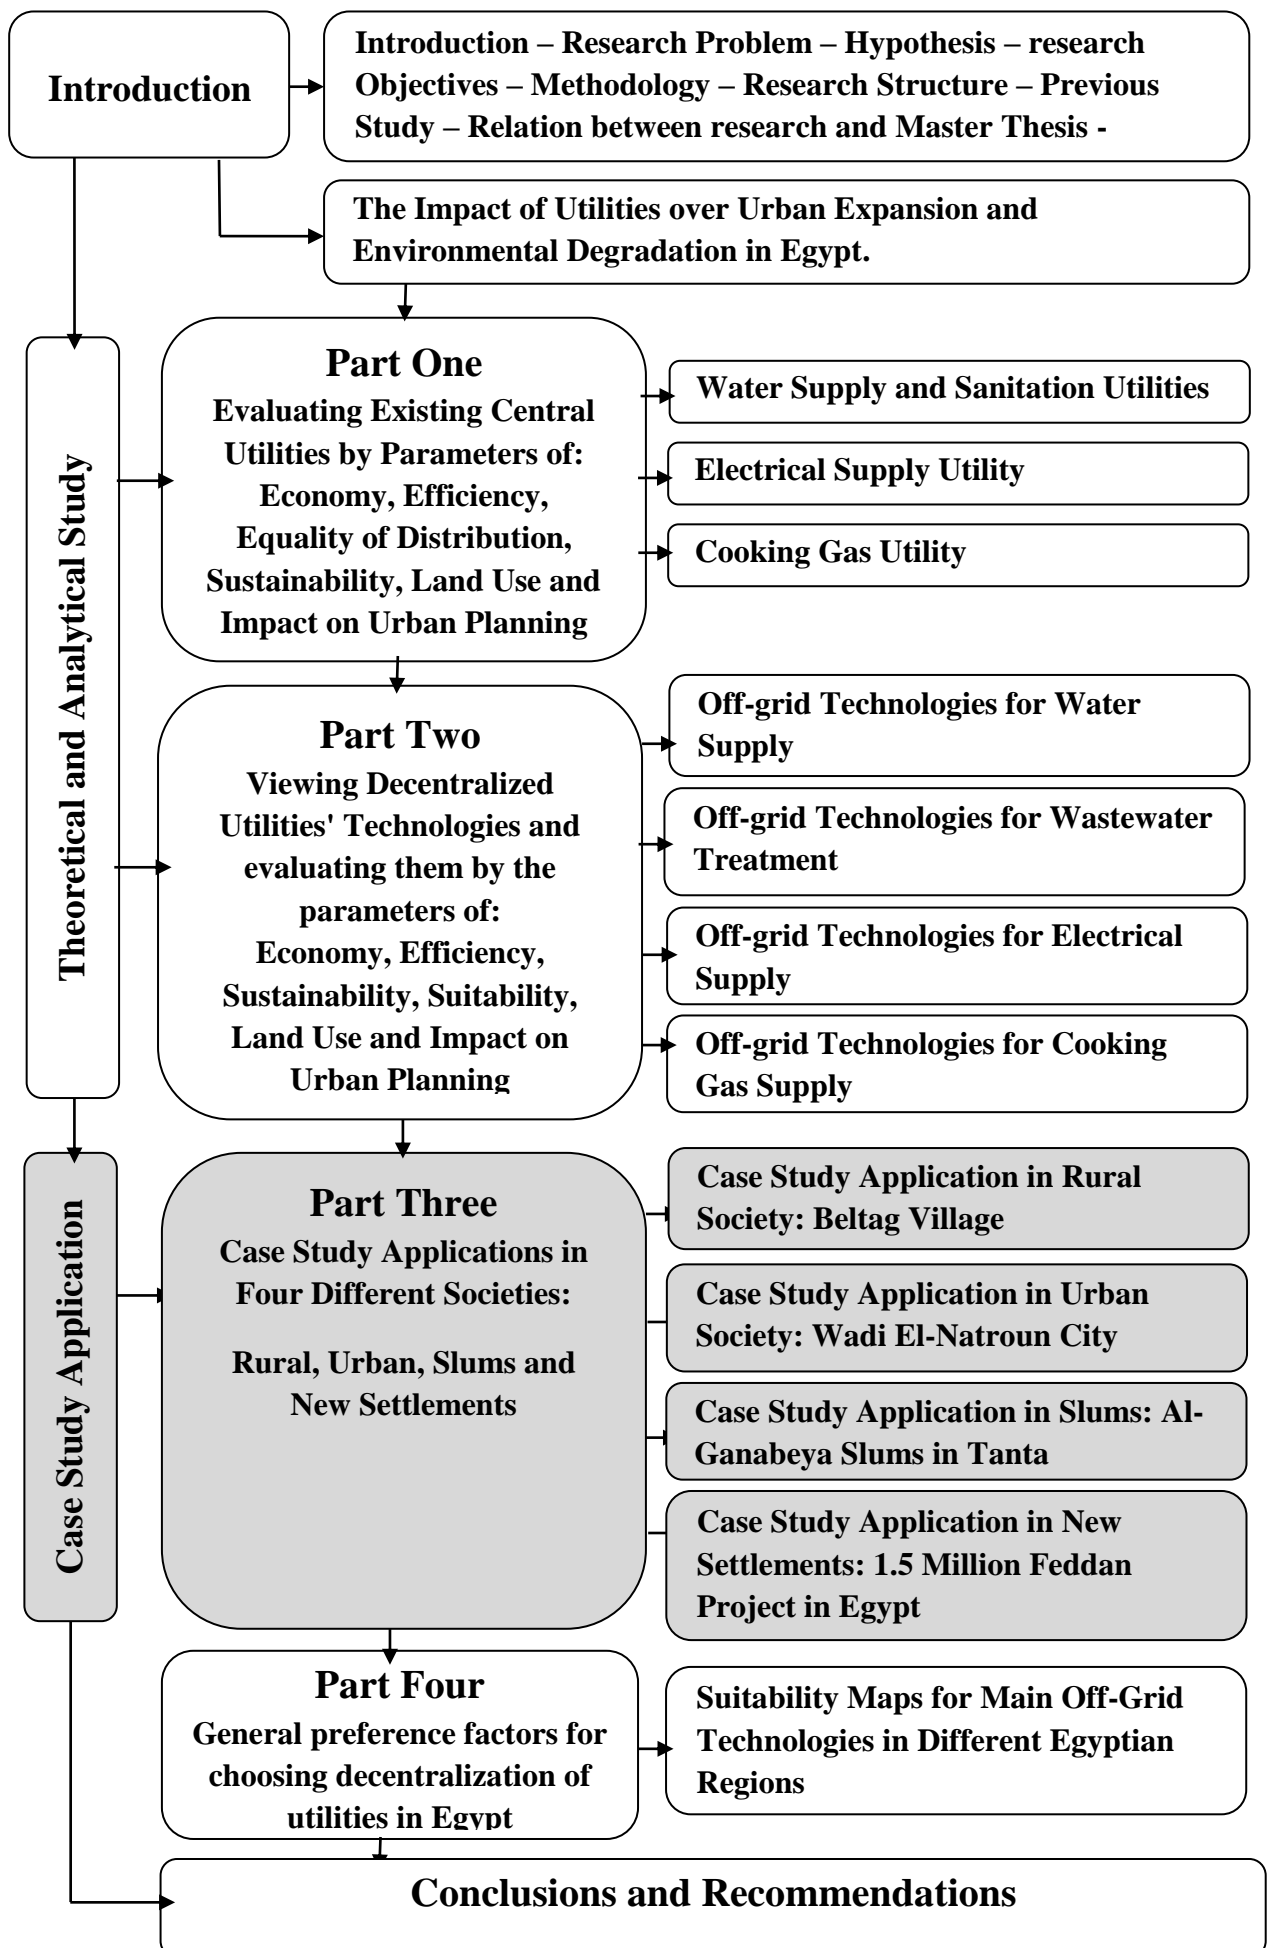 Introduction
Introduction – Research Problem – Hypothesis – research
Objectives – Methodology – Research Structure – Previous
Study – Relation between research and Master Thesis -
The Impact of Utilities over Urban Expansion and
Environmental Degradation in Egypt.
Theoretical and Analytical Study
Part One
Evaluating Existing Central
Utilities by Parameters of:
Economy, Efficiency,
Equality of Distribution,
Sustainability, Land Use and
Impact on Urban Planning
Water Supply and Sanitation Utilities
Electrical Supply Utility
Cooking Gas Utility
Part Two
Viewing Decentralized
Utilities' Technologies and
evaluating them by the
parameters of:
Economy, Efficiency,
Sustainability, Suitability,
Land Use and Impact on
Urban Planning
Off-grid Technologies for Water
Supply
Off-grid Technologies for Wastewater
Treatment
Off-grid Technologies for Electrical
Supply
Off-grid Technologies for Cooking
Gas Supply
Case Study Application
Part Three
Case Study Applications in
Four Different Societies:
Rural, Urban, Slums and
New Settlements
Case Study Application in Rural
Society: Beltag Village
Case Study Application in Urban
Society: Wadi El-Natroun City
Case Study Application in Slums: Al-
Ganabeya Slums in Tanta
Case Study Application in New
Settlements: 1.5 Million Feddan
Project in Egypt
Part Four
General preference factors for
choosing decentralization of
utilities in Egypt
Suitability Maps for Main Off-Grid
Technologies in Different Egyptian
Regions
Conclusions and Recommendations